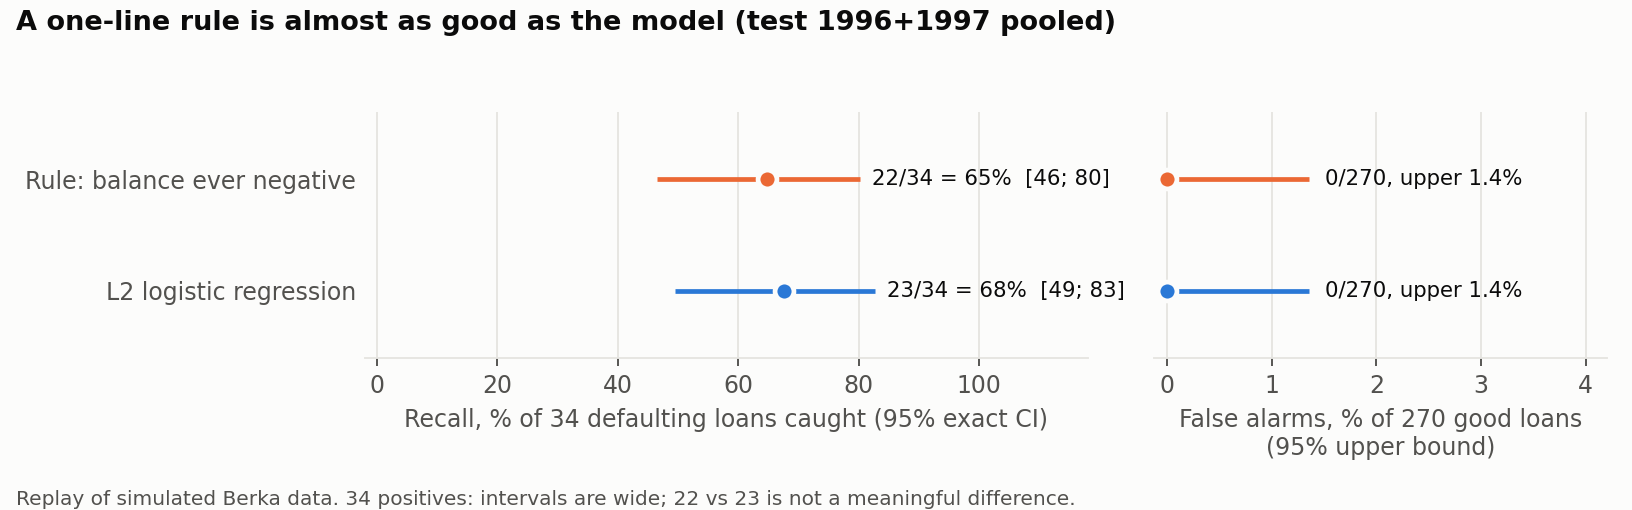 A one-line rule is almost as good as the model (test 1996+1997 pooled)
Rule: balance ever negative
22/34 = 65%  [46; 80]
0/270, upper 1.4%
L2 logistic regression
23/34 = 68%  [49; 83]
0/270, upper 1.4%
0 20 40 60 80 100
0 1 2 3 4
Recall, % of 34 defaulting loans caught (95% exact CI)
False alarms, % of 270 good loans
(95% upper bound)
Replay of simulated Berka data. 34 positives: intervals are wide; 22 vs 23 is not a meaningful difference.